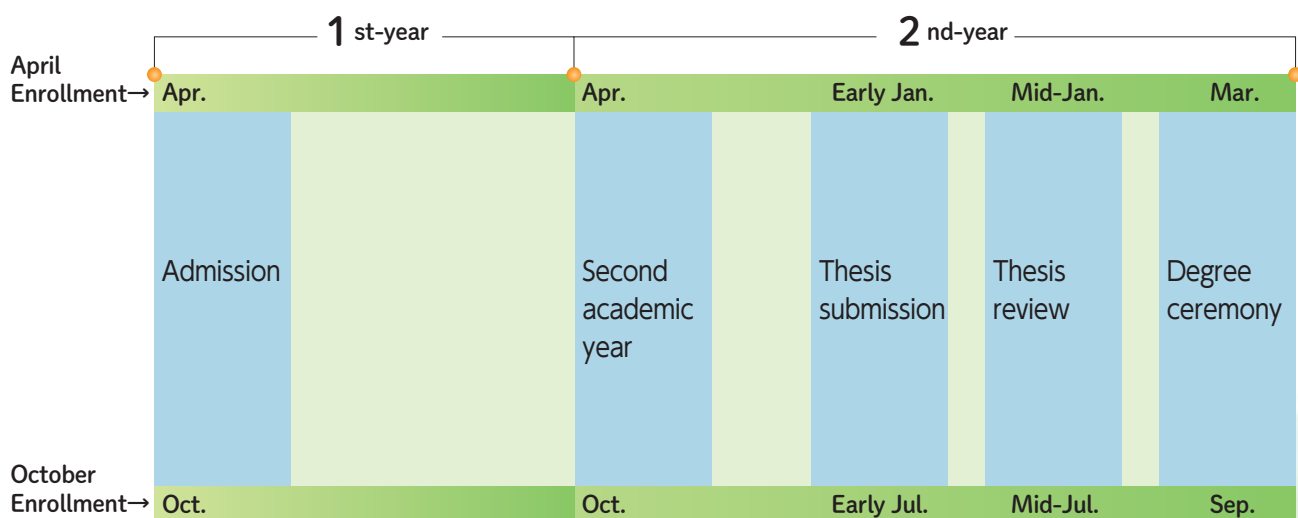 1 st-year
2 nd-year
April
Enrollment→
Apr.
Apr.
Early Jan.
Mid-Jan.
Mar.
Admission
Second
academic
year
Thesis
submission
Thesis
review
Degree
ceremony
October
Enrollment→
Oct.
Oct.
Early Jul.
Mid-Jul.
Sep.